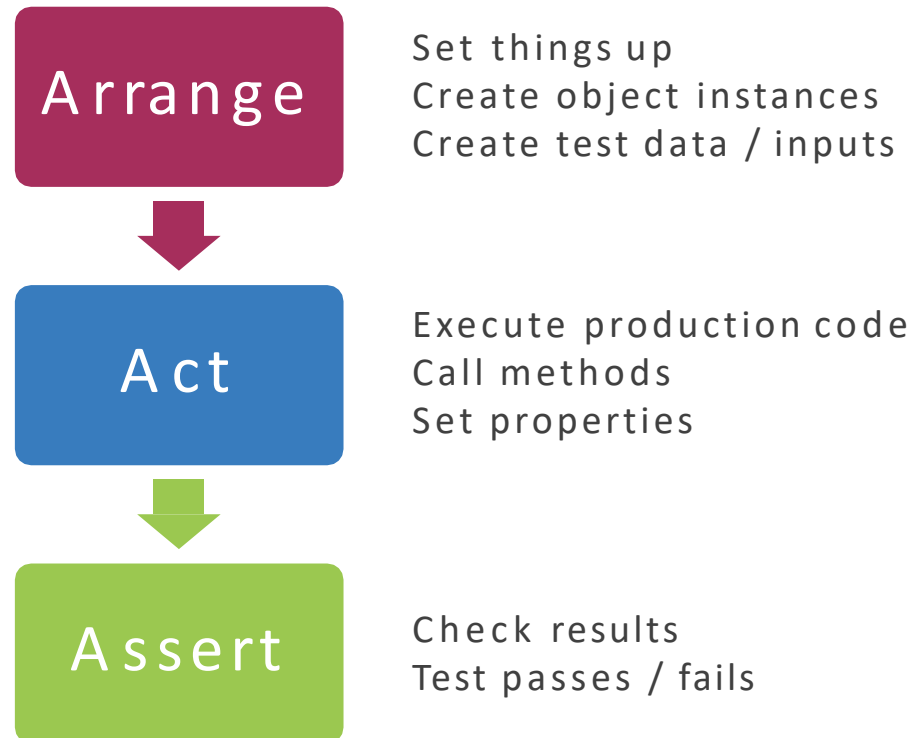 Arrange
Set things up
Create object instances
Create test data / inputs
Act
Execute production code
Call methods
Set properties
Assert
Check results
Test passes / fails